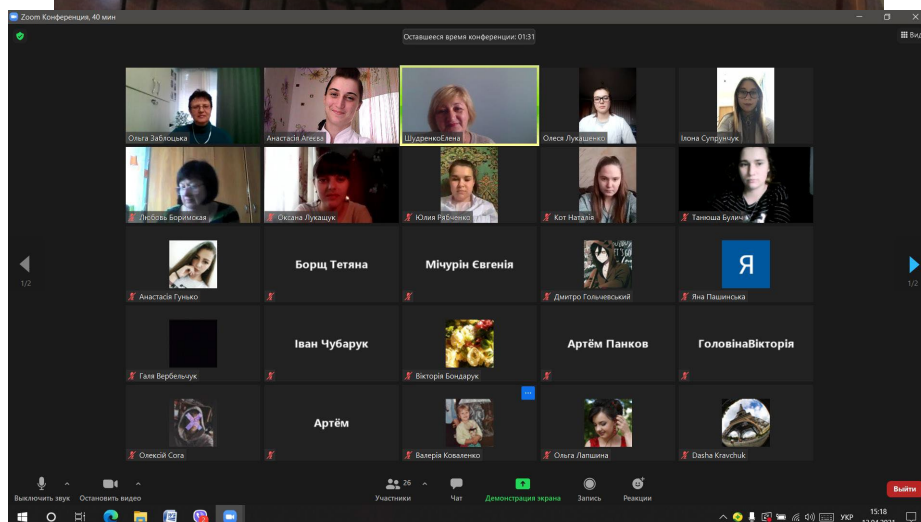 Zoom Конференция, 40 мин
Оставшееся время конференции: 01:31
Вид
Ольга Заблоцька
Анастасія Агеєва
ШудренкоЕлена
Олеся Лукашенко
Ілона Супрунчук
Любовь Боримская
Оксана Лукащук
Юлия Рябченко
Кот Наталія
Танюша Булич
Анастасія Гунько
Борщ Тетяна
Мічурін Євгенія
Дмитро Гольчевський
Я
Яна Пашинська
1/2
1/2
Галя Вербельчук
Іван Чубарук
Вікторія Бондарук
Артём Панков
ГоловінаВікторія
Олексій Сога
Артём
Валерія Коваленко
Ольга Лапшина
Dasha Kravchuk
Выключить звук
Остановить видео
26
Участники
Чат
Демонстрация экрана
Запись
Реакции
Выйти
УКР
15:18